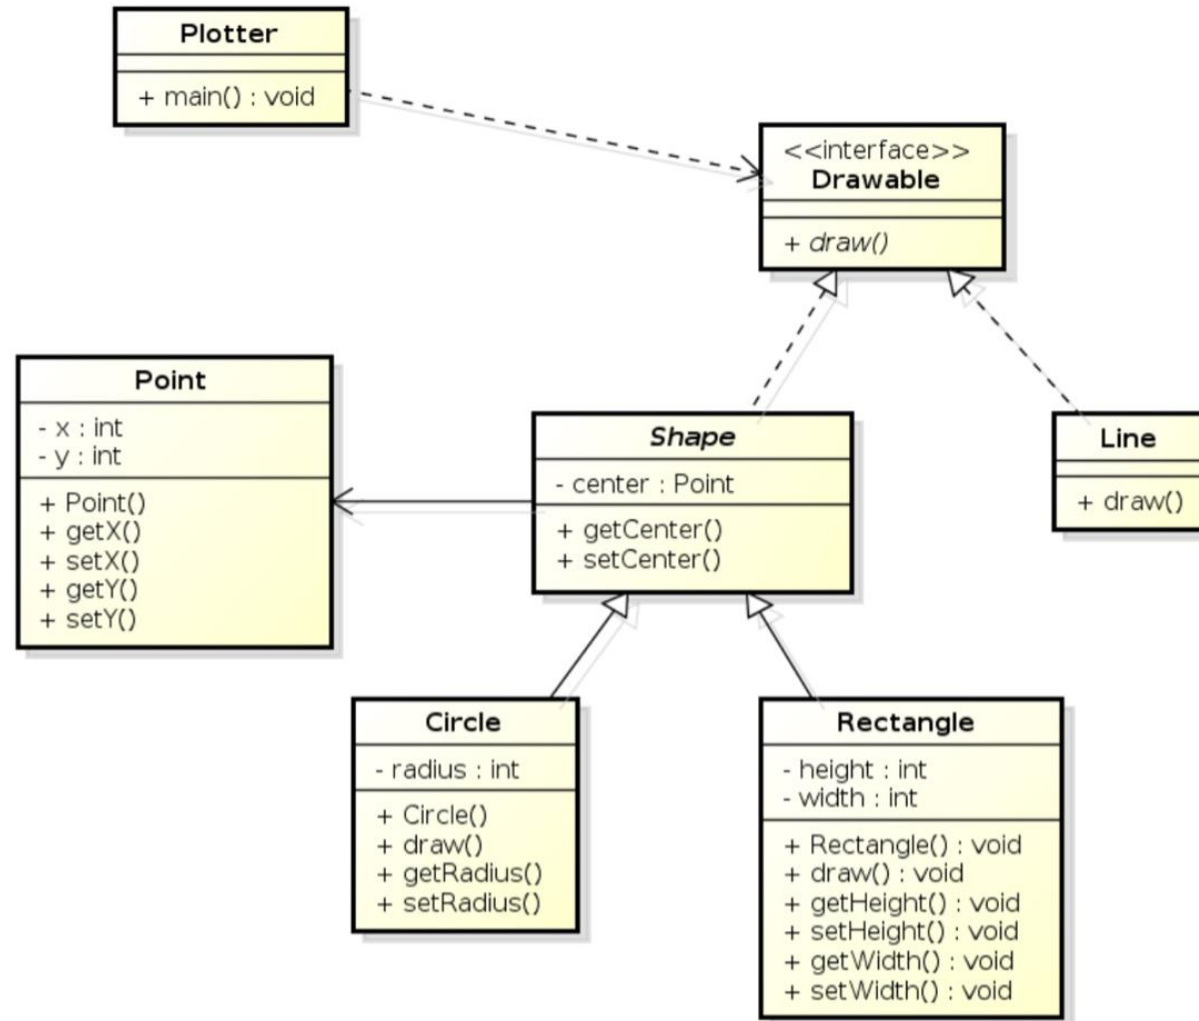 Plotter
+ main() : void
<<interface>>
Drawable
+ draw()
Point
- x : int
- y : int
+ Point()
+ getX()
+ setX()
+ getY()
+ setY()
Shape
- center : Point
+ getCenter()
+ setCenter()
Line
+ draw()
Circle
- radius : int
+ Circle()
+ draw()
+ getRadius()
+ setRadius()
Rectangle
- height : int
- width : int
+ Rectangle() : void
+ draw() : void
+ getHeight() : void
+ setHeight() : void
+ getWidth() : void
+ setWidth() : void